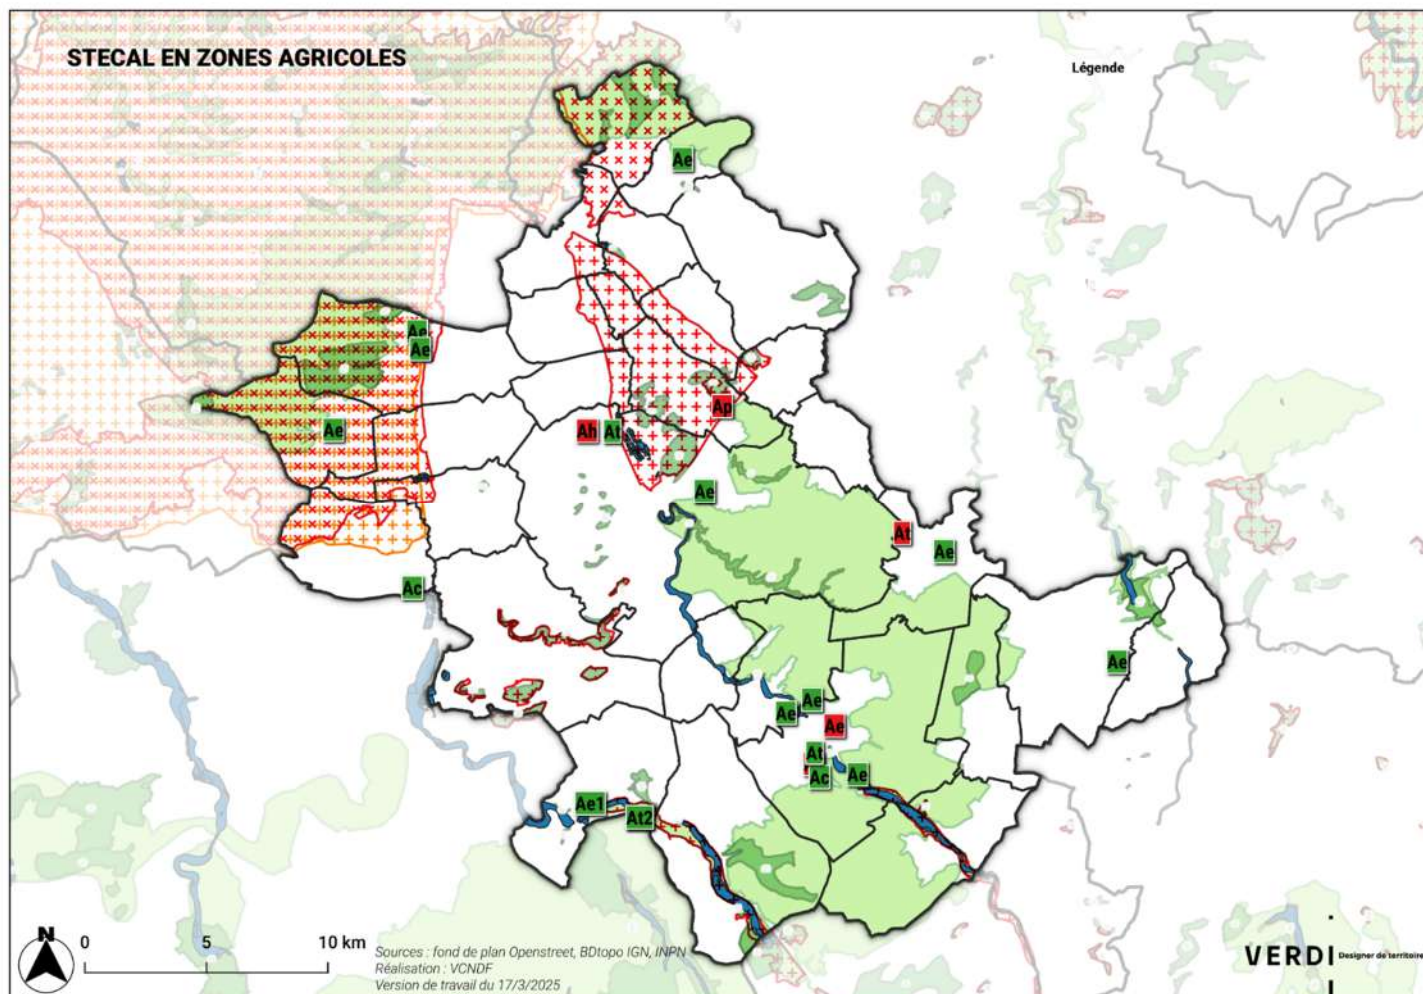 STECAL EN ZONES AGRICOLES
Légende
Ae
Ae
Ae
Ae
Ah
At
Ap
Ae
At
Ae
Ac
Ae
Ae
Ae
Ae
At
Ac
Ae
Ae1
At2
N
0 5 10 km
Sources : fond de plan Openstreet, BDtopo IGN, INPN
Réalisation : VCNDF
Version de travail du 17/3/2025
VERDI Designer de territoire